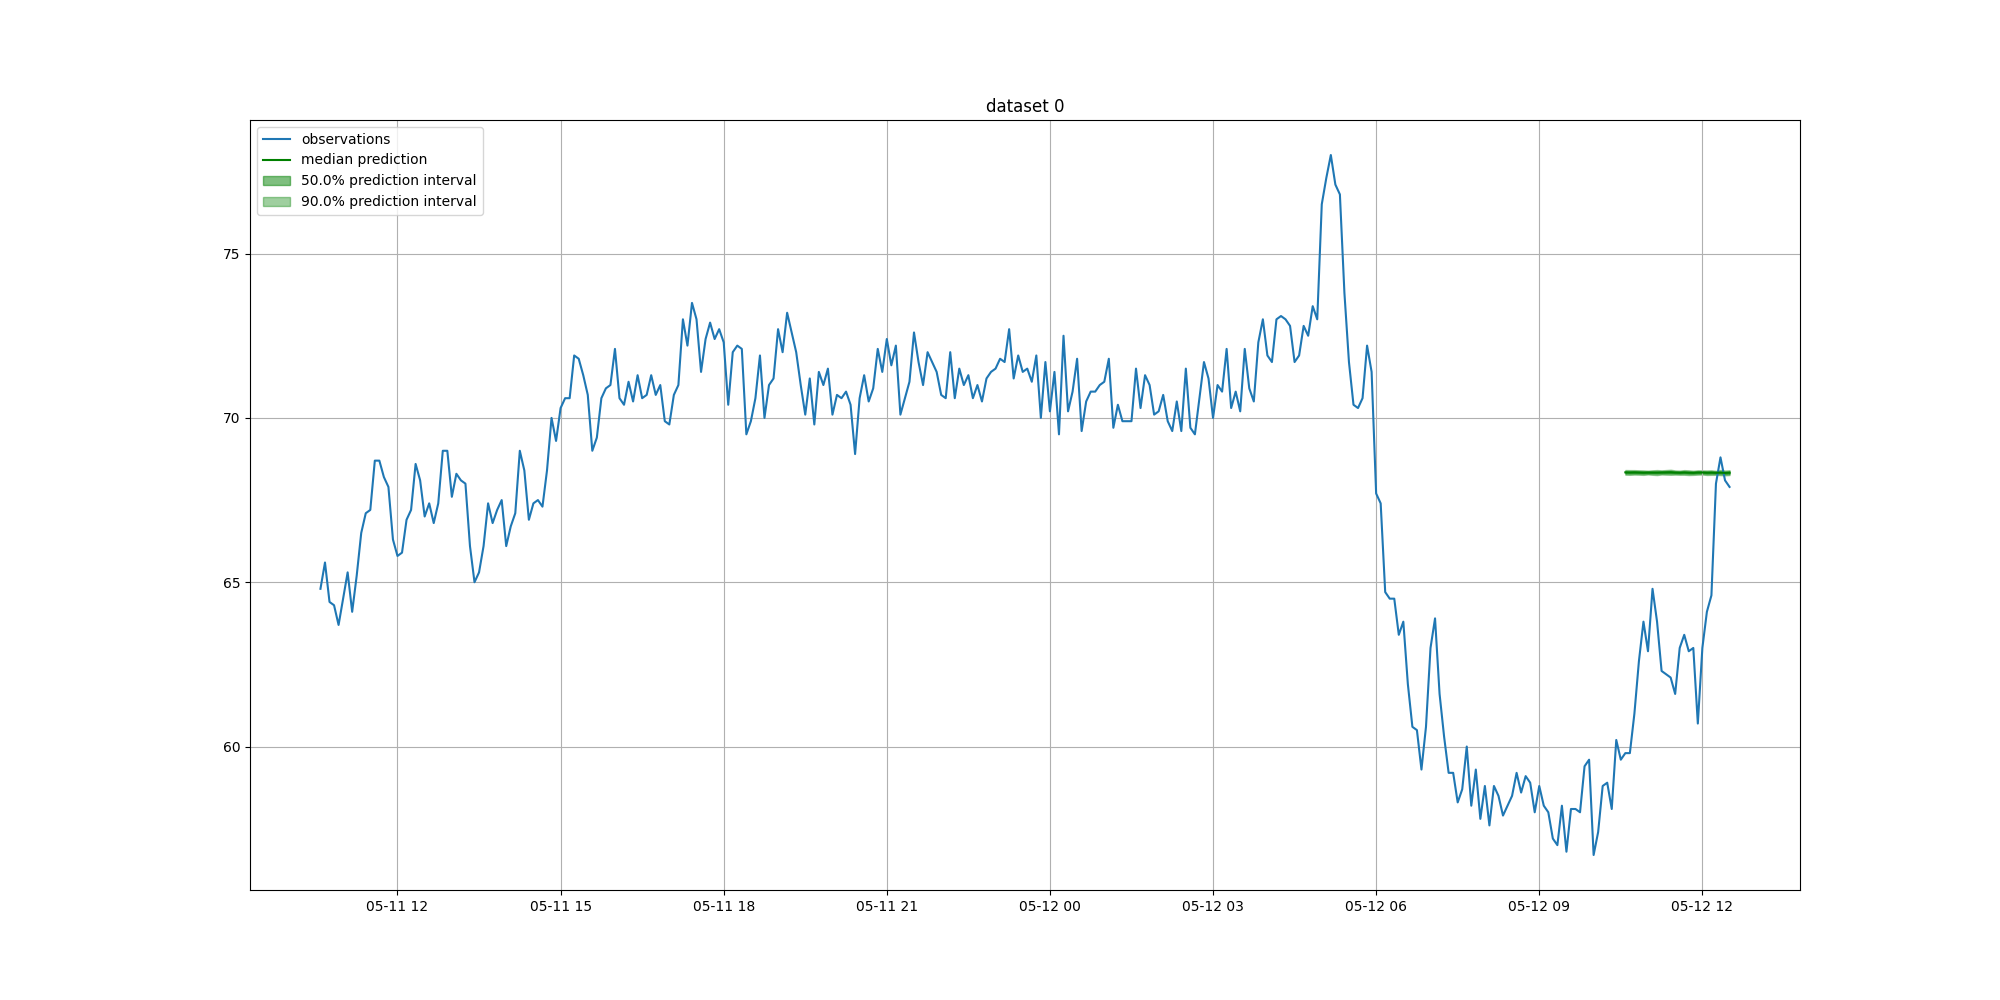 dataset 0
observations
median prediction
50.0% prediction interval
90.0% prediction interval
75
70
65
60
05-11 12
05-11 15
05-11 18
05-11 21
05-12 00
05-12 03
05-12 06
05-12 09
05-12 12